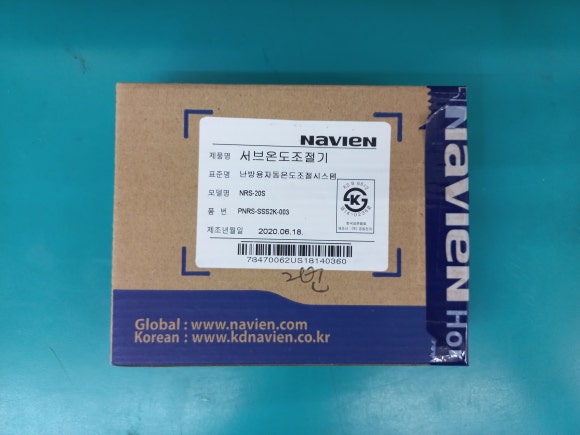 NAVIEN
제품명 서브온도조절기
표준명 난방용자동온도조절시스템
모델명 NRS-20S
품 번 PNRS-SSS2K-003
제조년월일 2020.06.18.
78470062US18140360
Global : www.navien.com
Korean : www.kdnavien.co.kr
NAVIEN Hom